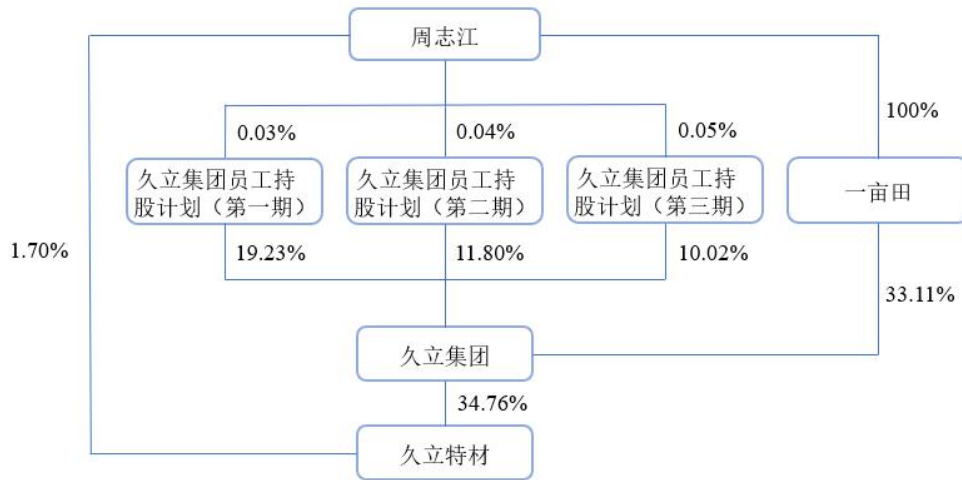 周志江
0.03%
0.04%
0.05%
100%
久立集团员工持
股计划（第一期）
久立集团员工持
股计划（第二期）
久立集团员工持
股计划（第三期）
一亩田
1.70%
19.23%
11.80%
10.02%
33.11%
久立集团
34.76%
久立特材